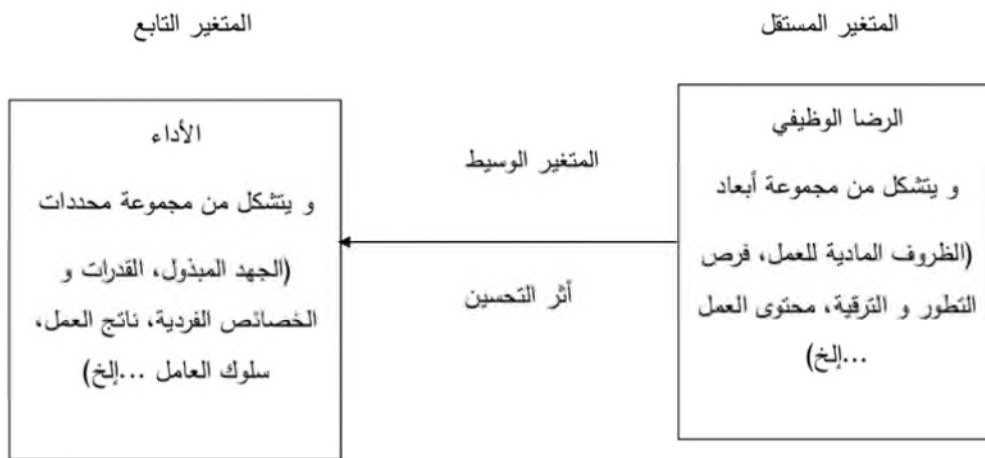 المتغير المستقل
المتغير التابع
الرضا الوظيفي
و يتشكل من مجموعة أبعاد
(الظروف المادية للعمل، فرص
التطور و الترقية، محتوى العمل
...إلخ)
المتغير الوسيط
أثر التحسين
الأداء
و يتشكل من مجموعة محددات
(الجهد المبذول، القدرات و
الخصائص الفردية، ناتج العمل،
سلوك العامل ...إلخ)